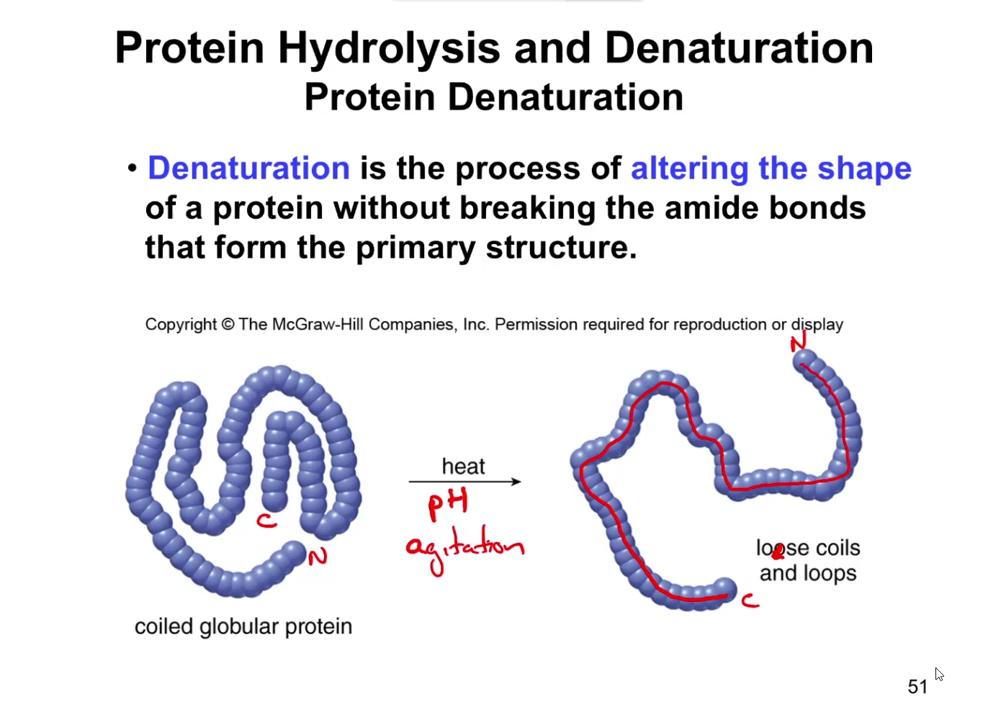 Protein Hydrolysis and Denaturation
Protein Denaturation
• Denaturation is the process of altering the shape
of a protein without breaking the amide bonds
that form the primary structure.
Copyright © The McGraw-Hill Companies, Inc. Permission required for reproduction or display
N
heat
pH
agitation
C
N
loose coils
and loops
C
coiled globular protein
51